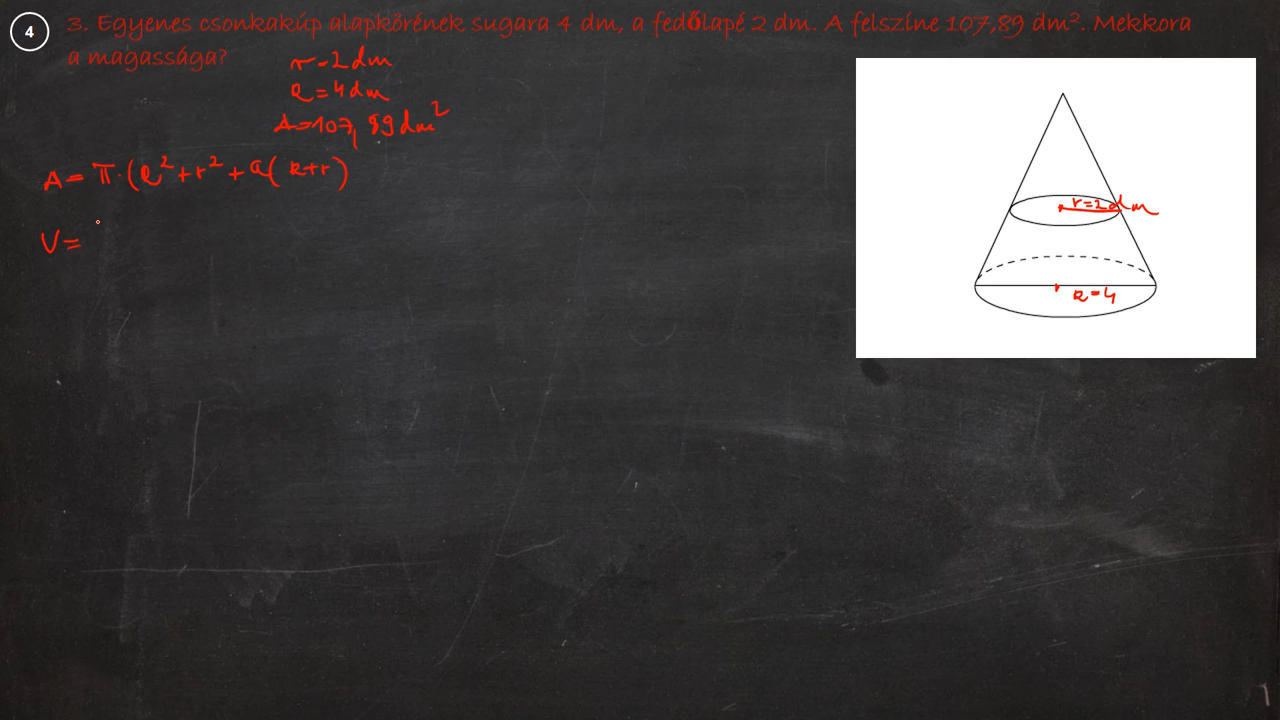 4
3. Egyenes csonkakúp alapkörének sugara 4 dm, a fedőlapé 2 dm. A felszíne 107,89 dm². Mekkora
a magassága?
r=2dm
R=4dm
A=107,89dm²
A=π·(R²+r²+a(R+r)
V=
r=2dm
R=4